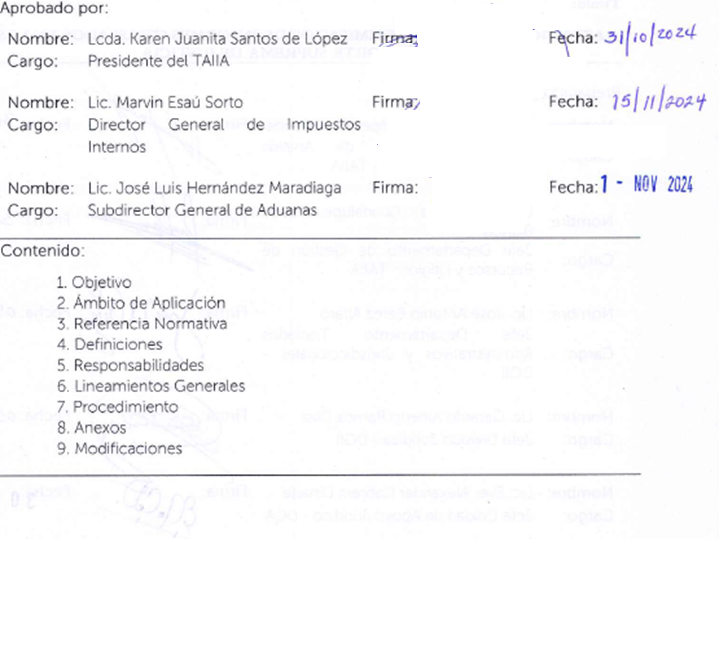 Aprobado por:
Nombre: Lcda. Karen Juanita Santos de López Firma: Fecha: 31/10/2024
Cargo: Presidente del TAIIA
Nombre: Lic. Marvin Esaú Sorto Firma: Fecha: 15/11/2024
Cargo: Director General de Impuestos
Internos
Nombre: Lic. José Luis Hernández Maradiaga Firma: Fecha: 1 - NOV 2024
Cargo: Subdirector General de Aduanas
Contenido:
1. Objetivo
2. Ámbito de Aplicación
3. Referencia Normativa
4. Definiciones
5. Responsabilidades
6. Lineamientos Generales
7. Procedimiento
8. Anexos
9. Modificaciones